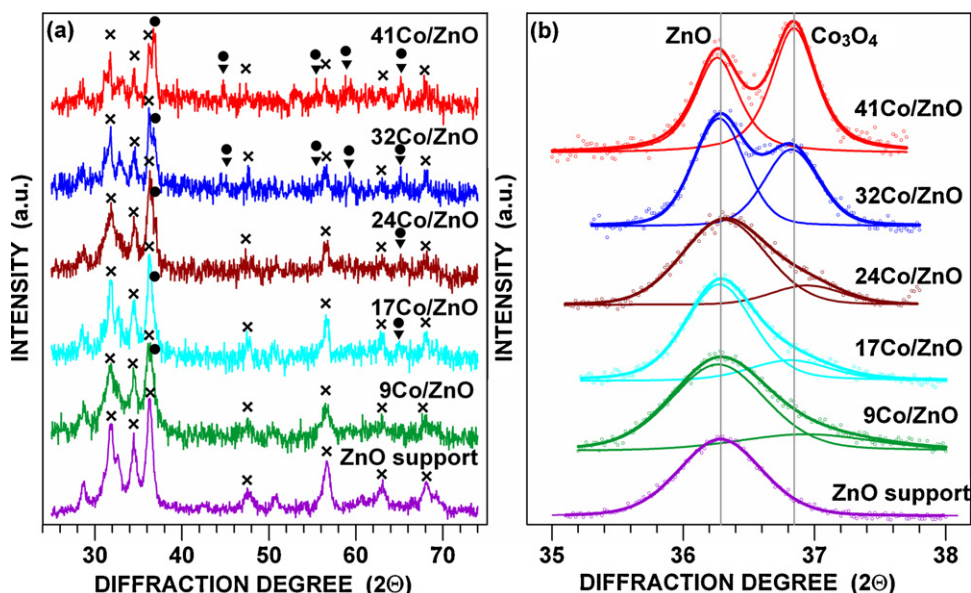 (a)
41Co/ZnO
32Co/ZnO
24Co/ZnO
17Co/ZnO
9Co/ZnO
ZnO support
INTENSITY (a.u.)
30 40 50 60 70
DIFFRACTION DEGREE (2Θ)
(b)
ZnO
Co₃O₄
41Co/ZnO
32Co/ZnO
24Co/ZnO
17Co/ZnO
9Co/ZnO
ZnO support
INTENSITY (a.u.)
35 36 37 38
DIFFRACTION DEGREE (2Θ)